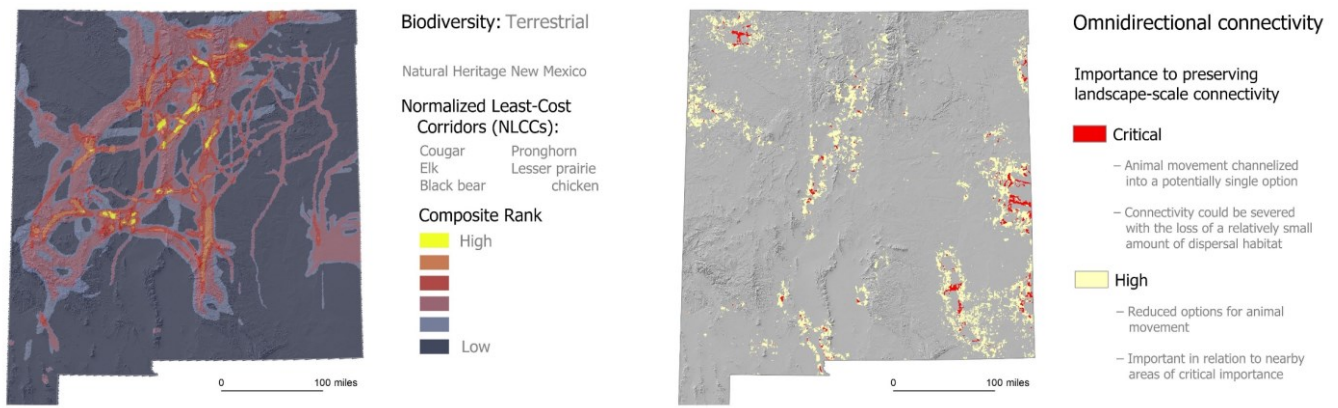 Biodiversity: Terrestrial
Natural Heritage New Mexico
Normalized Least-Cost
Corridors (NLCCs):
Cougar Pronghorn
Elk Lesser prairie
Black bear chicken
Composite Rank
High
Low
0 100 miles
Omnidirectional connectivity
Importance to preserving
landscape-scale connectivity
Critical
– Animal movement channelized
into a potentially single option
– Connectivity could be severed
with the loss of a relatively small
amount of dispersal habitat
High
– Reduced options for animal
movement
– Important in relation to nearby
areas of critical importance
0 100 miles